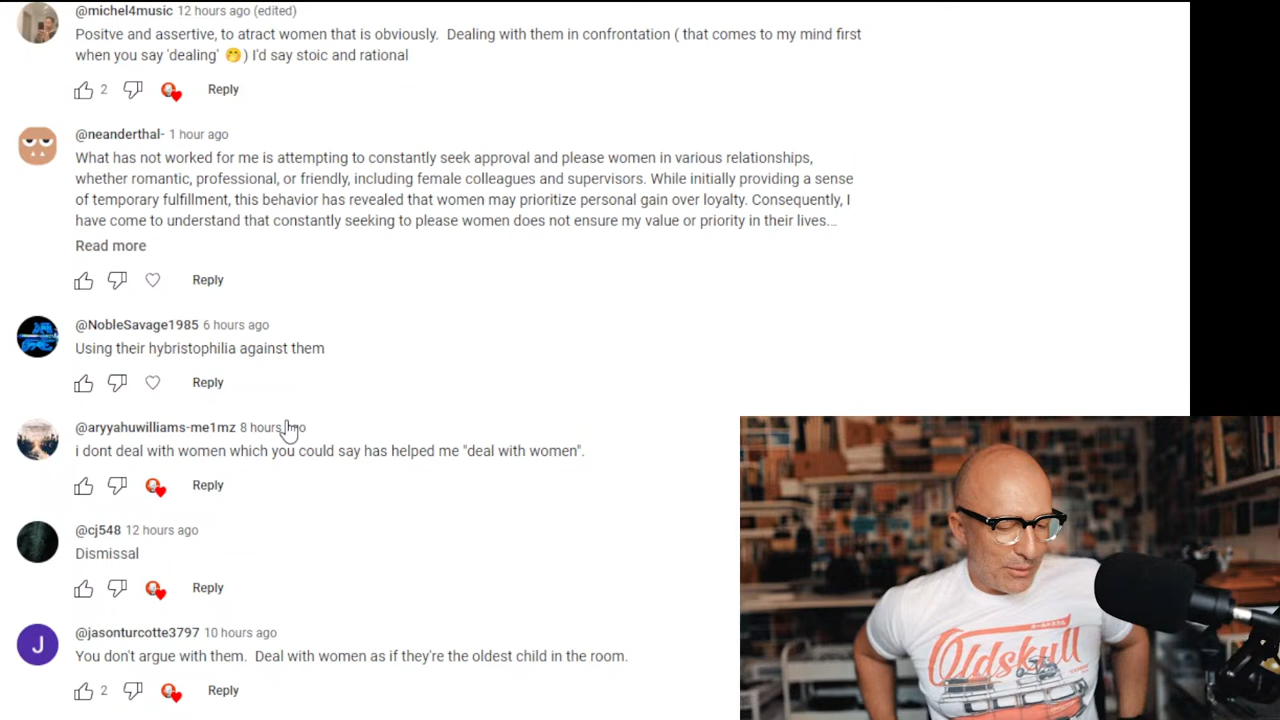 @michel4music 12 hours ago (edited)
Positve and assertive, to atract women that is obviously. Dealing with them in confrontation ( that comes to my mind first
when you say 'dealing' 🤭) I'd say stoic and rational
2 Reply
@neanderthal- 1 hour ago
What has not worked for me is attempting to constantly seek approval and please women in various relationships,
whether romantic, professional, or friendly, including female colleagues and supervisors. While initially providing a sense
of temporary fulfillment, this behavior has revealed that women may prioritize personal gain over loyalty. Consequently, I
have come to understand that constantly seeking to please women does not ensure my value or priority in their lives...
Read more
Reply
@NobleSavage1985 6 hours ago
Using their hybristophilia against them
Reply
@aryyahuwilliams-me1mz 8 hours
i dont deal with women which you could say has helped me "deal with women".
Reply
@cj548 12 hours ago
Dismissal
Reply
J
@jasonturcotte3797 10 hours ago
You don't argue with them. Deal with women as if they're the oldest child in the room.
2 Reply
Oldskull